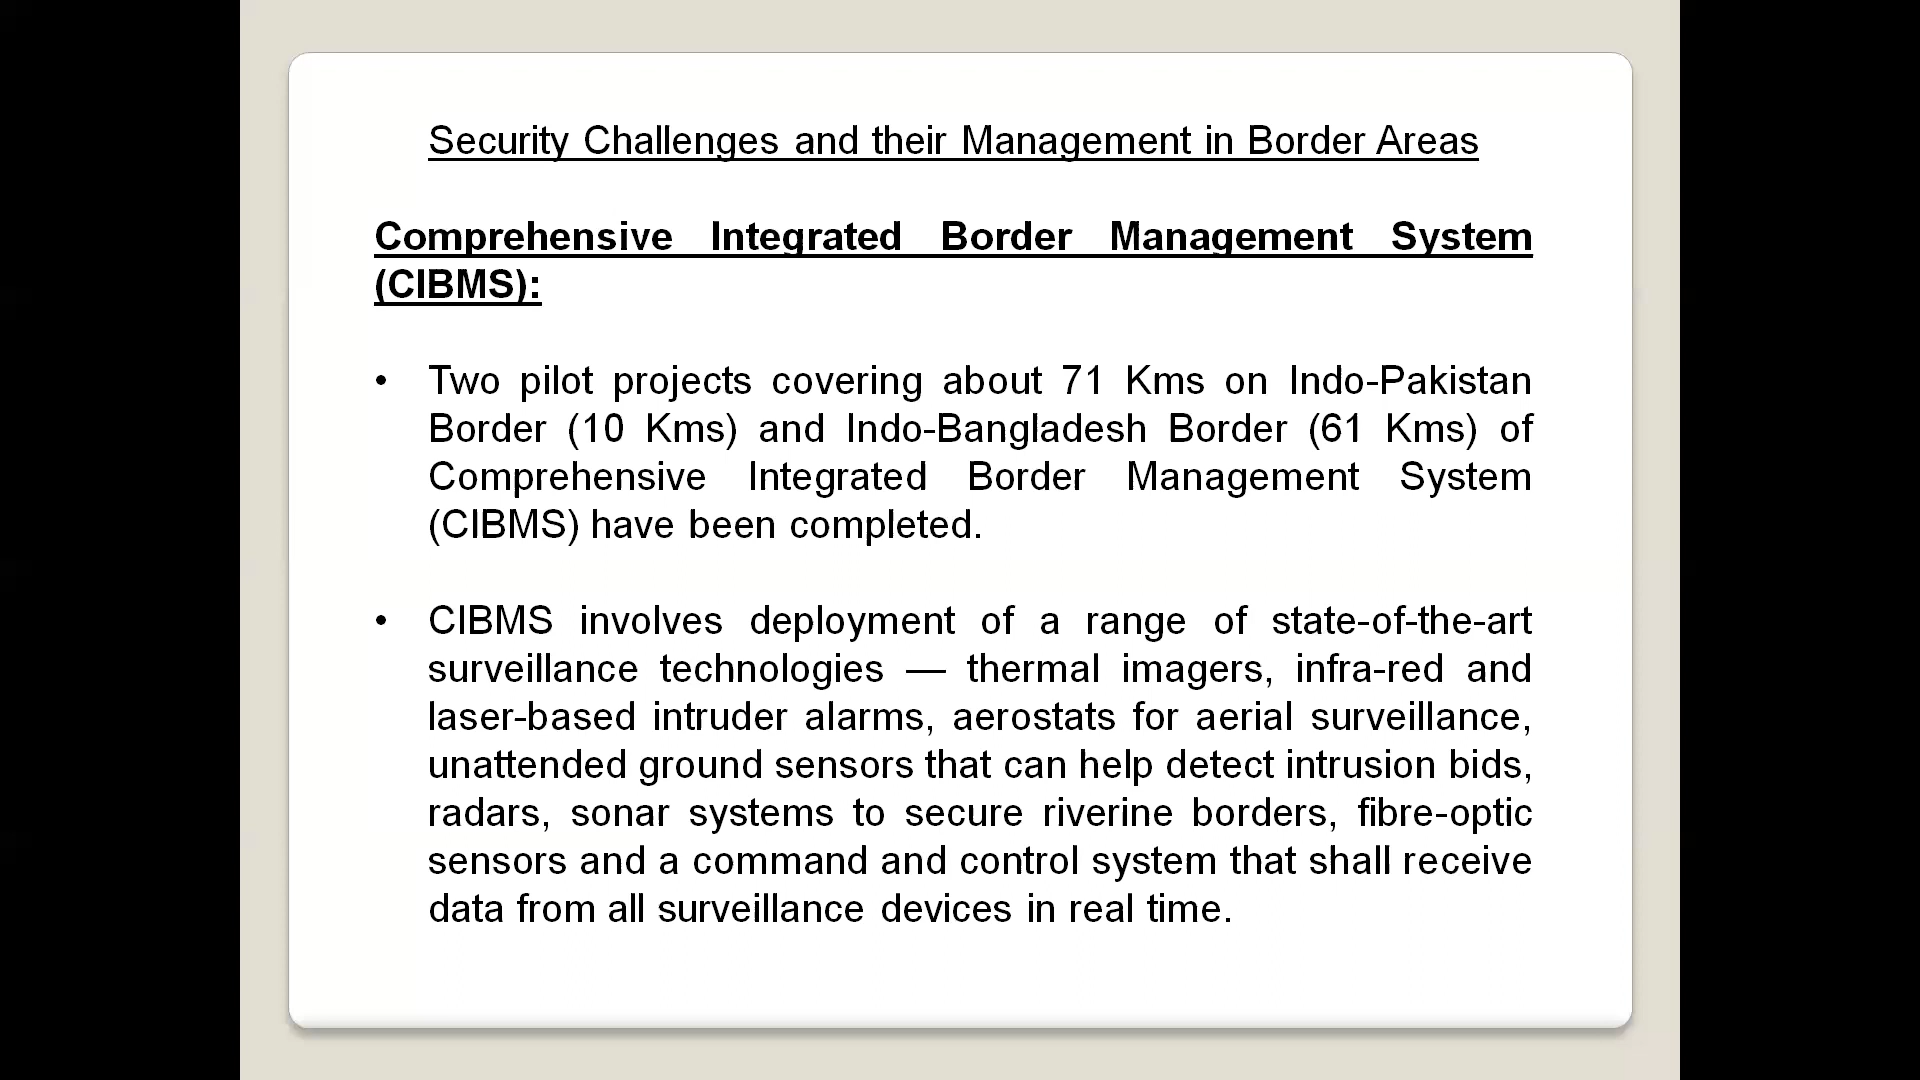 Security Challenges and their Management in Border Areas
Comprehensive Integrated Border Management System
(CIBMS):
• Two pilot projects covering about 71 Kms on Indo-Pakistan
Border (10 Kms) and Indo-Bangladesh Border (61 Kms) of
Comprehensive Integrated Border Management System
(CIBMS) have been completed.
• CIBMS involves deployment of a range of state-of-the-art
surveillance technologies — thermal imagers, infra-red and
laser-based intruder alarms, aerostats for aerial surveillance,
unattended ground sensors that can help detect intrusion bids,
radars, sonar systems to secure riverine borders, fibre-optic
sensors and a command and control system that shall receive
data from all surveillance devices in real time.